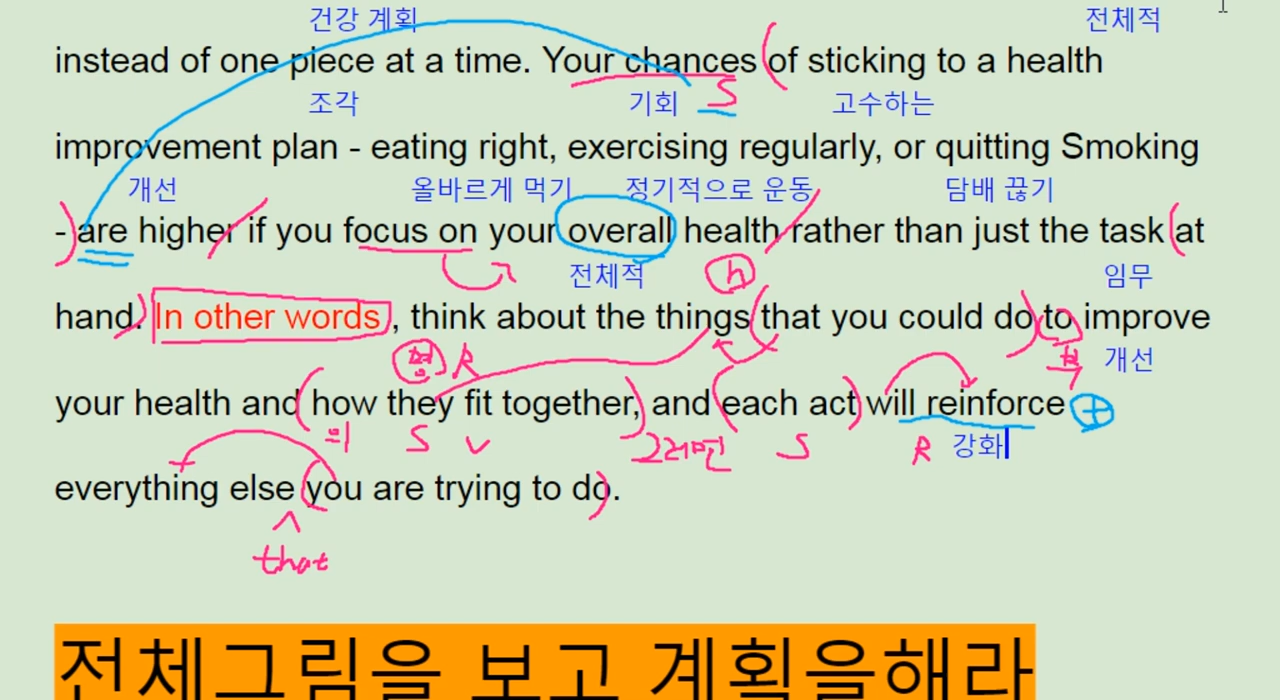 건강 계획 전체적
instead of one piece at a time. Your chances (of sticking to a health
조각 기회 S 고수하는
improvement plan - eating right, exercising regularly, or quitting Smoking
개선 올바르게 먹기 정기적으로 운동 담배 끊기
-) are higher / if you focus on your overall health / rather than just the task (at
전체적 n 임무
hand.) In other words , think about the things (that you could do) to improve
형 R 부 개선
your health and (how they fit together,) and (each act) will reinforce +
의 S V 그러면 S R 강화
everything else (you are trying to do).
^
that
전체그림을 보고 계획을해라